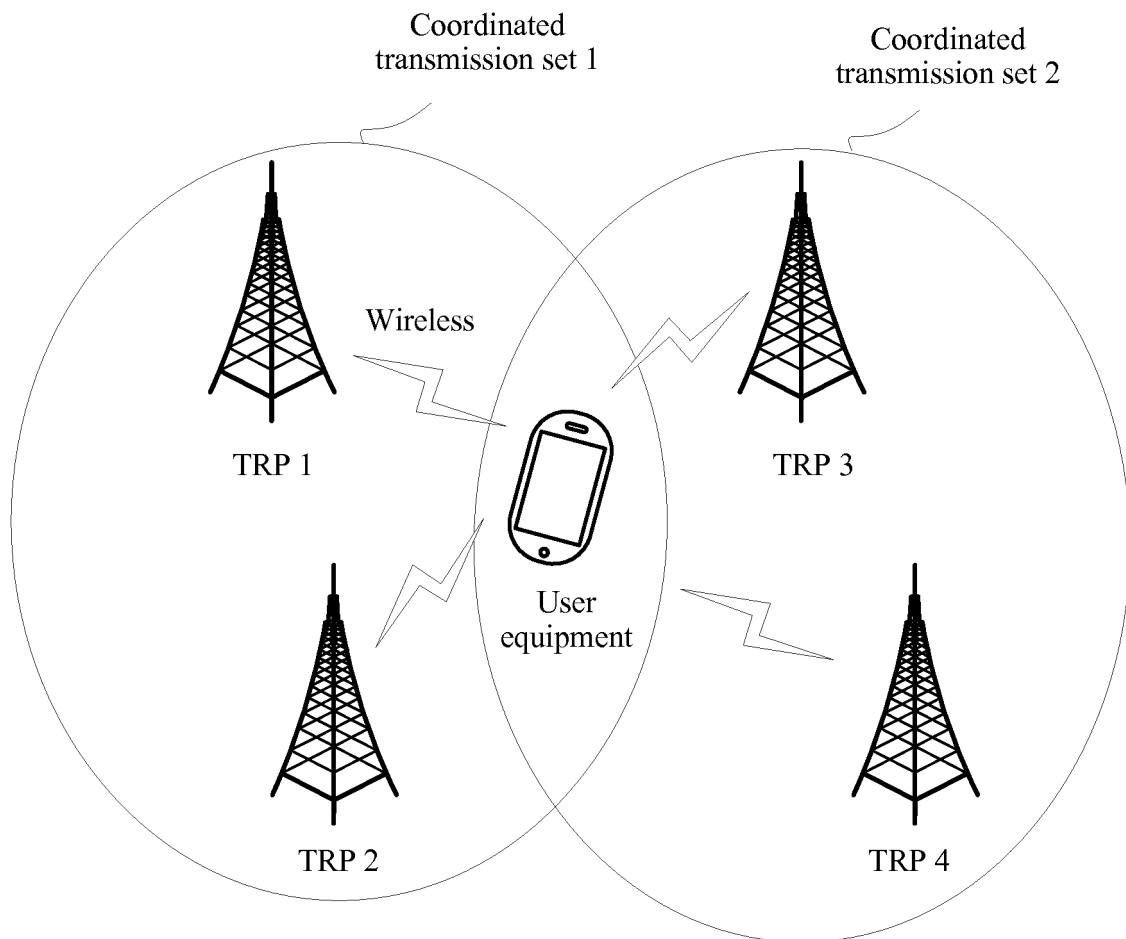 Coordinated
transmission set 1
Coordinated
transmission set 2
Wireless
TRP 1
TRP 3
User
equipment
TRP 2
TRP 4